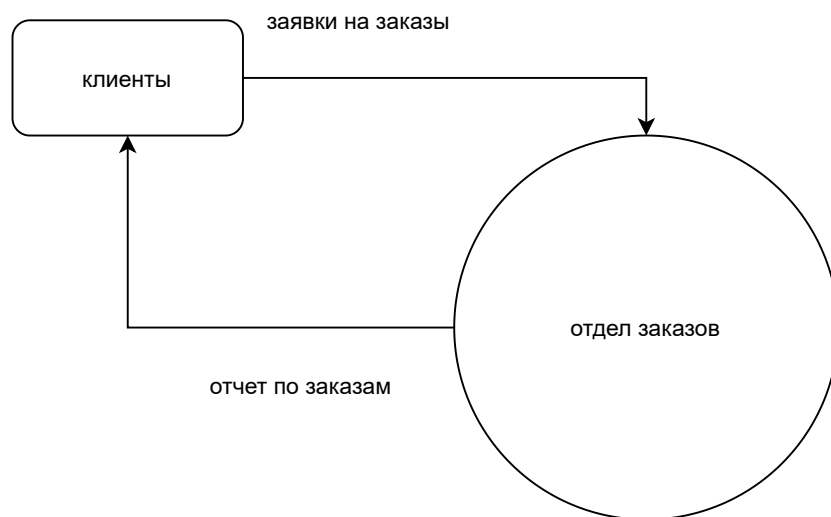 заявки на заказы
клиенты
отдел заказов
отчет по заказам